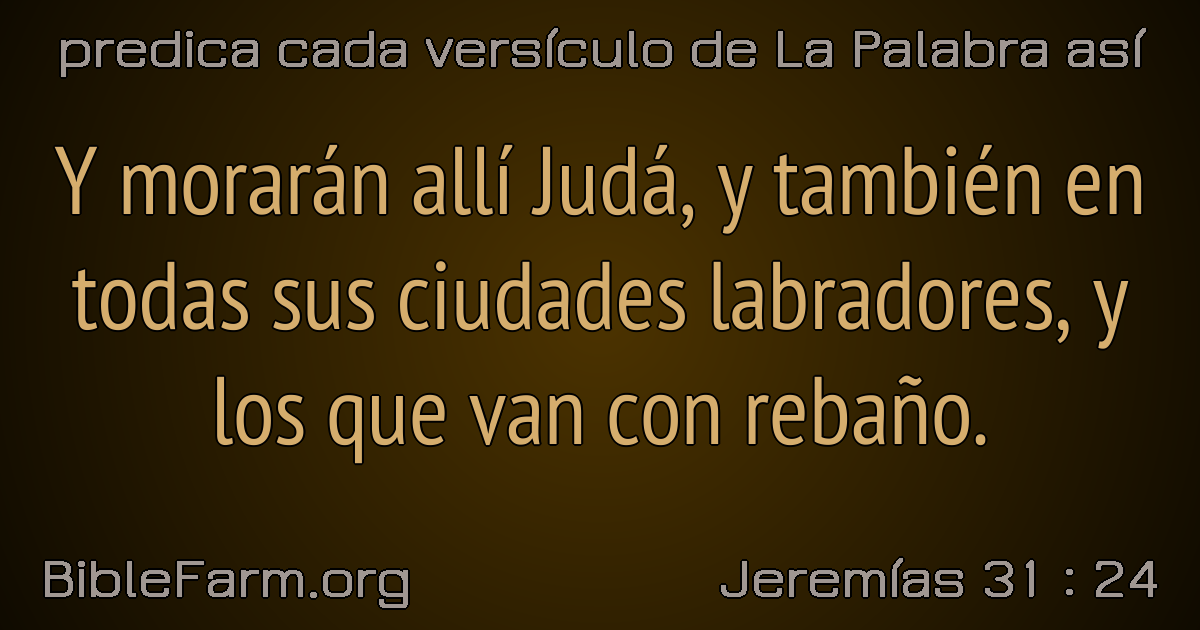 predica cada versículo de La Palabra así
Y morarán allí Judá, y también en
todas sus ciudades labradores, y
los que van con rebaño.
BibleFarm.org
Jeremías 31 : 24